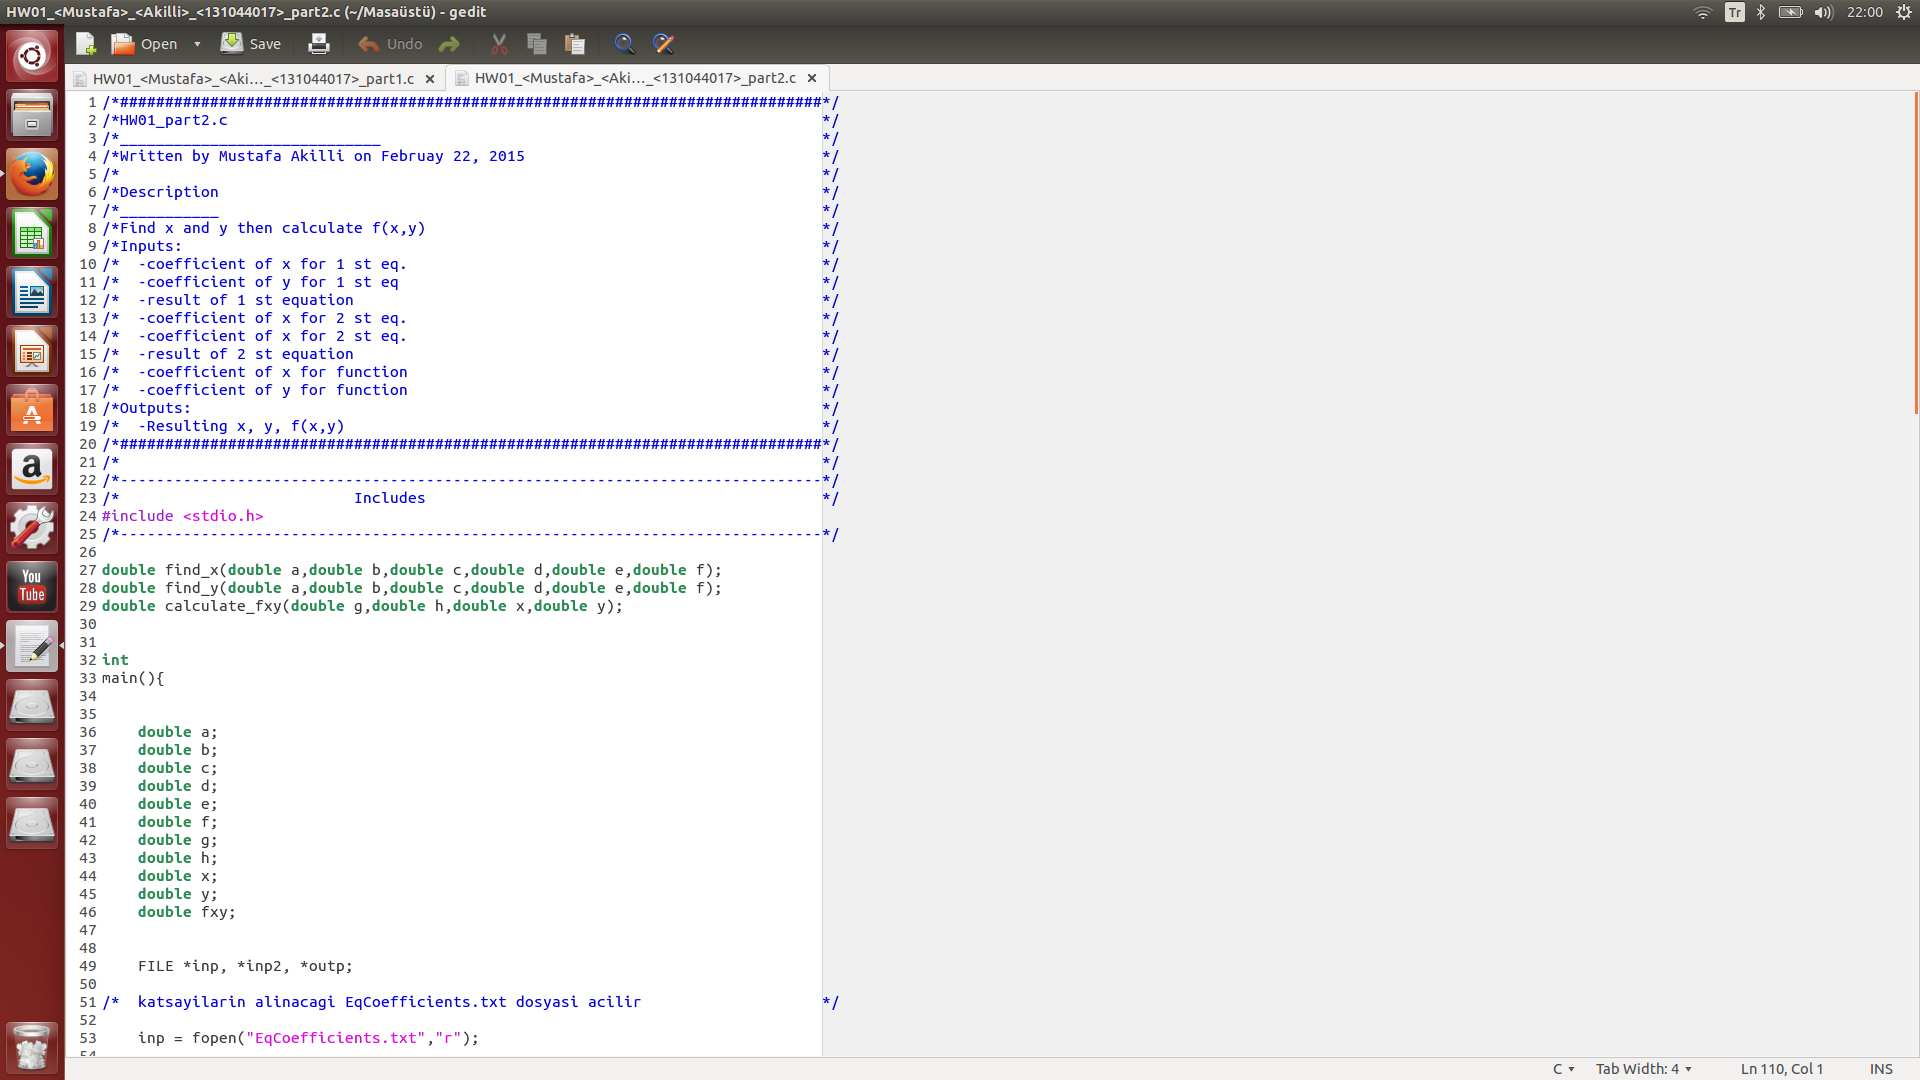 HW01_<Mustafa>_<Akilli>_<131044017>_part2.c (~/Masaüstü) - gedit
Tr
22:00
Open
Save
Undo
HW01_<Mustafa>_<Aki..._<131044017>_part1.c
HW01_<Mustafa>_<Aki..._<131044017>_part2.c
1 /*##############################################################################*/
2 /*HW01_part2.c */
3 /*_____________________________ */
4 /*Written by Mustafa Akilli on Februay 22, 2015 */
5 /* */
6 /*Description */
7 /*___________ */
8 /*Find x and y then calculate f(x,y) */
9 /*Inputs: */
10 /* -coefficient of x for 1 st eq. */
11 /* -coefficient of y for 1 st eq */
12 /* -result of 1 st equation */
13 /* -coefficient of x for 2 st eq. */
14 /* -coefficient of x for 2 st eq. */
15 /* -result of 2 st equation */
16 /* -coefficient of x for function */
17 /* -coefficient of y for function */
18 /*Outputs: */
19 /* -Resulting x, y, f(x,y) */
20 /*##############################################################################*/
21 /* */
22 /*------------------------------------------------------------------------------*/
23 /* Includes */
24 #include <stdio.h>
25 /*------------------------------------------------------------------------------*/
26
27 double find_x(double a,double b,double c,double d,double e,double f);
28 double find_y(double a,double b,double c,double d,double e,double f);
29 double calculate_fxy(double g,double h,double x,double y);
30
31
32 int
33 main(){
34
35
36 double a;
37 double b;
38 double c;
39 double d;
40 double e;
41 double f;
42 double g;
43 double h;
44 double x;
45 double y;
46 double fxy;
47
48
49 FILE *inp, *inp2, *outp;
50
51 /* katsayilarin alinacagi EqCoefficients.txt dosyasi acilir */
52
53 inp = fopen("EqCoefficients.txt","r");
54
a
You
Tube
C
Tab Width: 4
Ln 110, Col 1
INS